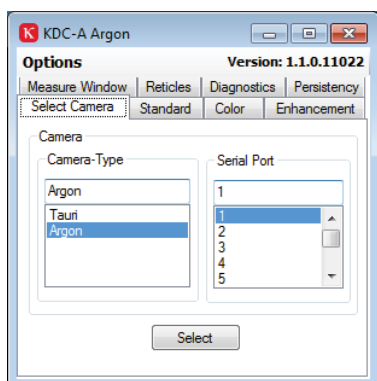 K KDC-A Argon
Options Version: 1.1.0.11022
Measure Window Reticles Diagnostics Persistency
Select Camera Standard Color Enhancement
Camera
Camera-Type Serial Port
Argon 1
Tauri 1
Argon 2
3
4
5
Select